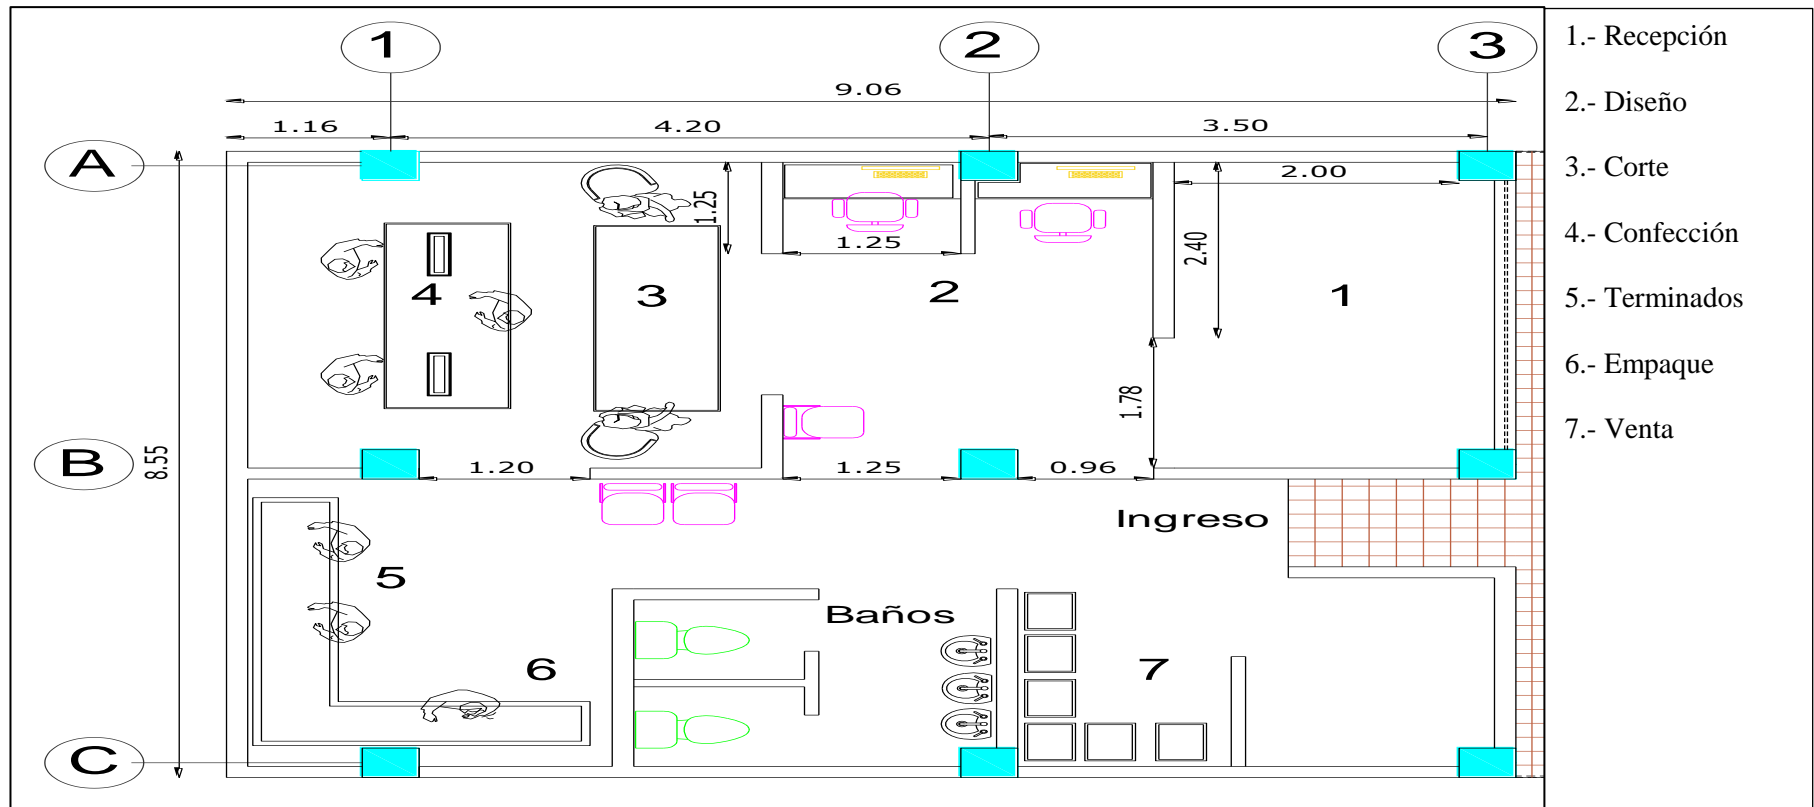 1
2
3
9.06
1.16
4.20
3.50
A
2.00
1.25
1.25
2.40
4
3
2
1
1.78
B
8.55
1.20
1.25
0.96
Ingreso
5
Baños
6
7
C
1.- Recepción
2.- Diseño
3.- Corte
4.- Confección
5.- Terminados
6.- Empaque
7.- Venta